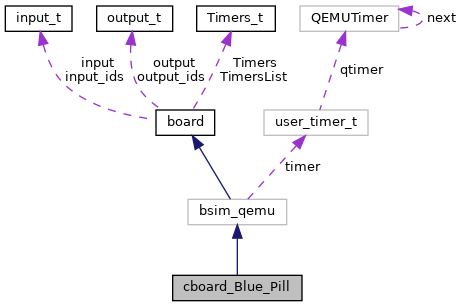 input_t
output_t
Timers_t
QEMUTimer
next
input
input_ids
output
output_ids
Timers
TimersList
qtimer
board
user_timer_t
timer
bsim_qemu
cboard_Blue_Pill